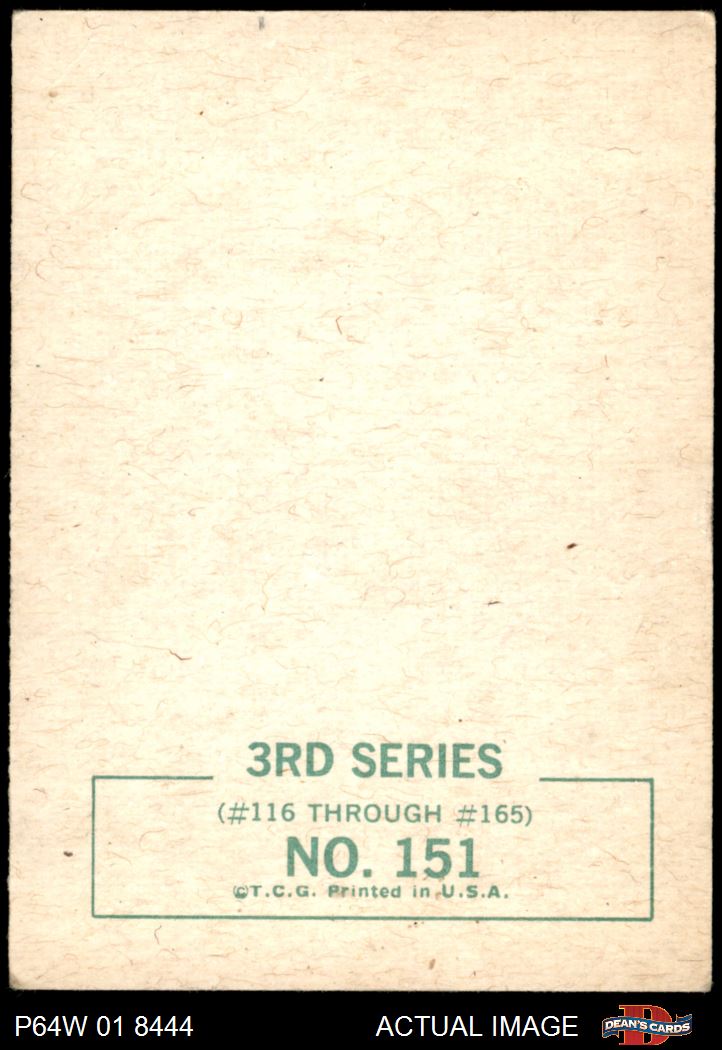 3RD SERIES
(#116 THROUGH #165)
NO. 151
©T.C.G. Printed in U.S.A.
P64W 01 8444
ACTUAL IMAGE
D
DEAN'S CARDS